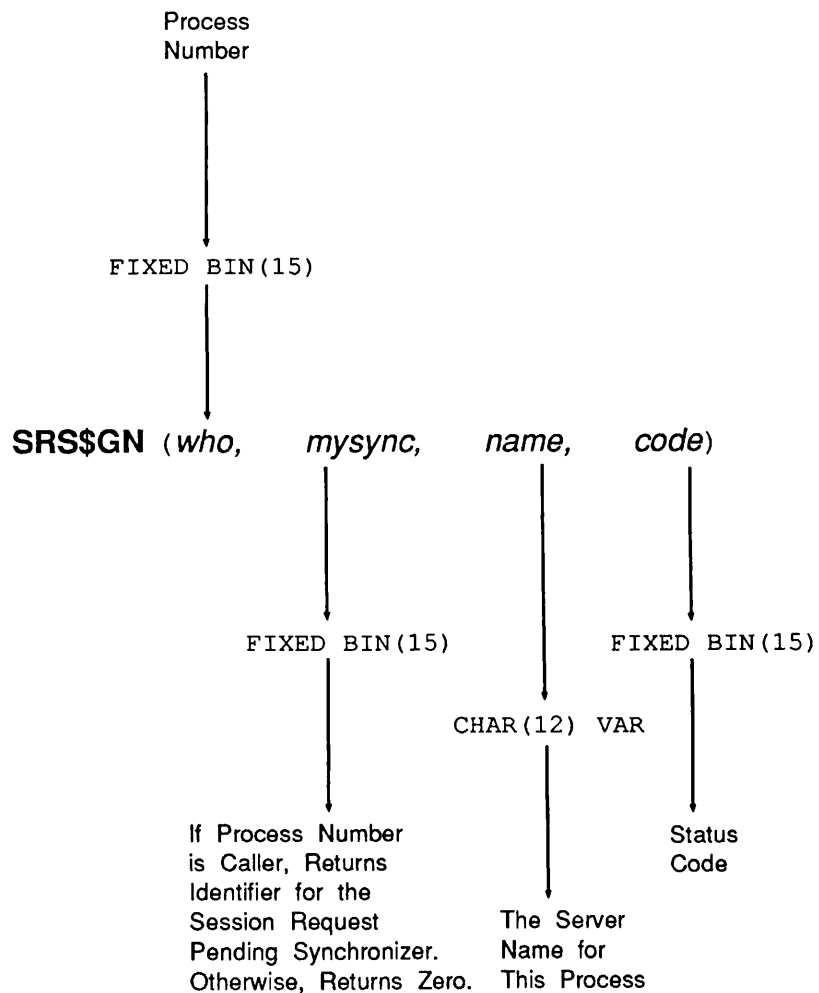 Process
Number
FIXED BIN(15)
SRS$GN (who, mysync, name, code)
FIXED BIN(15)
FIXED BIN(15)
CHAR(12) VAR
If Process Number
is Caller, Returns
Identifier for the
Session Request
Pending Synchronizer.
Otherwise, Returns Zero.
The Server
Name for
This Process
Status
Code